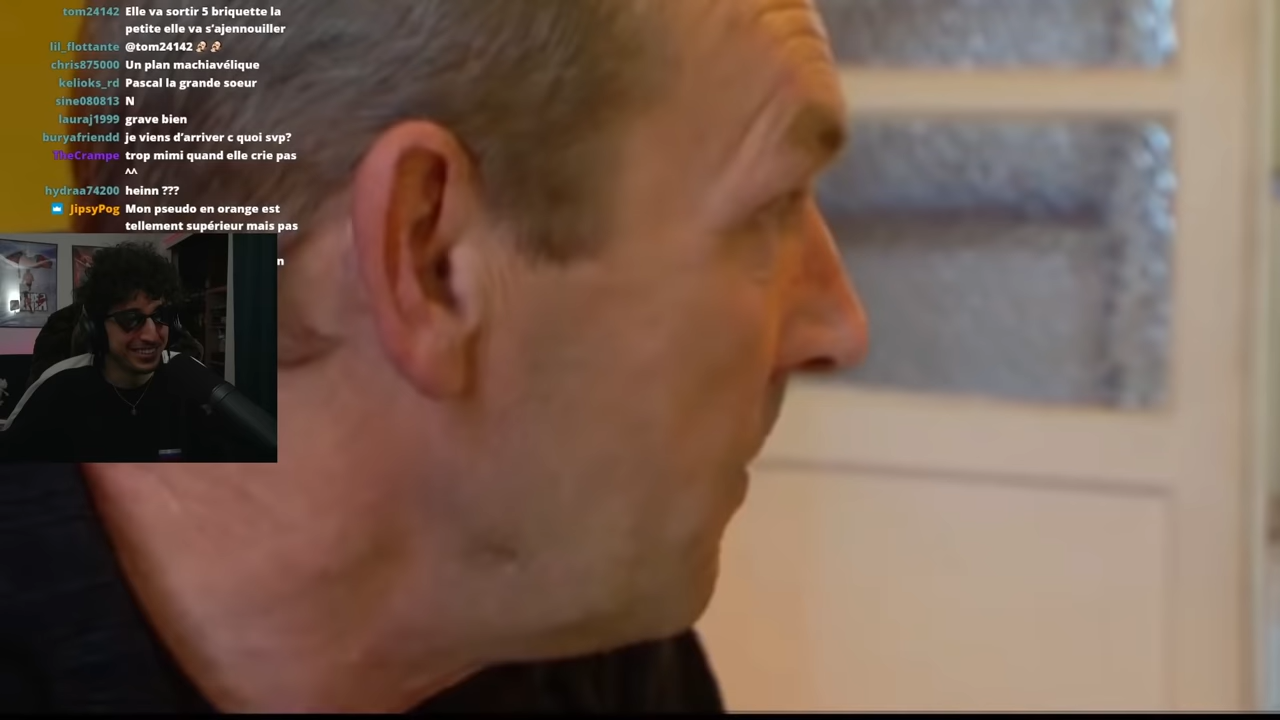 tom24142 Elle va sortir 5 briquette la
petite elle va s'ajennouiller
lil_flottante @tom24142
chris875000 Un plan machiavélique
kelioks_rd Pascal la grande soeur
sine080813 N
lauraj1999 grave bien
buryafriendd je viens d'arriver c quoi svp?
TheCrampe trop mimi quand elle crie pas
^^
hydraa74200 heinn ???
JipsyPog Mon pseudo en orange est
tellement supérieur mais pas
n